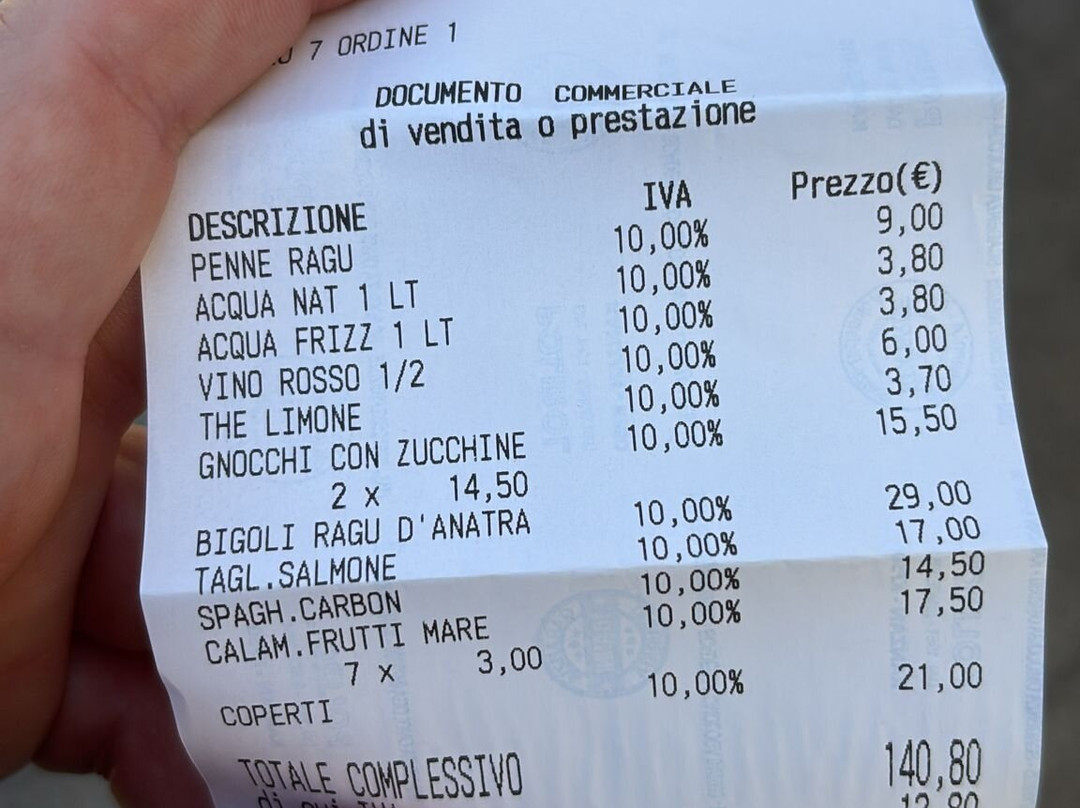 7 ORDINE 1
DOCUMENTO COMMERCIALE
di vendita o prestazione
DESCRIZIONE IVA Prezzo(€)
PENNE RAGU 10,00% 9,00
ACQUA NAT 1 LT 10,00% 3,80
ACQUA FRIZZ 1 LT 10,00% 3,80
VINO ROSSO 1/2 10,00% 6,00
THE LIMONE 10,00% 3,70
GNOCCHI CON ZUCCHINE 10,00% 15,50
2 x 14,50
BIGOLI RAGU D'ANATRA 10,00% 29,00
TAGL.SALMONE 10,00% 17,00
SPAGH.CARBON 10,00% 14,50
CALAM.FRUTTI MARE 10,00% 17,50
7 x 3,00
COPERTI 10,00% 21,00
TOTALE COMPLESSIVO 140,80